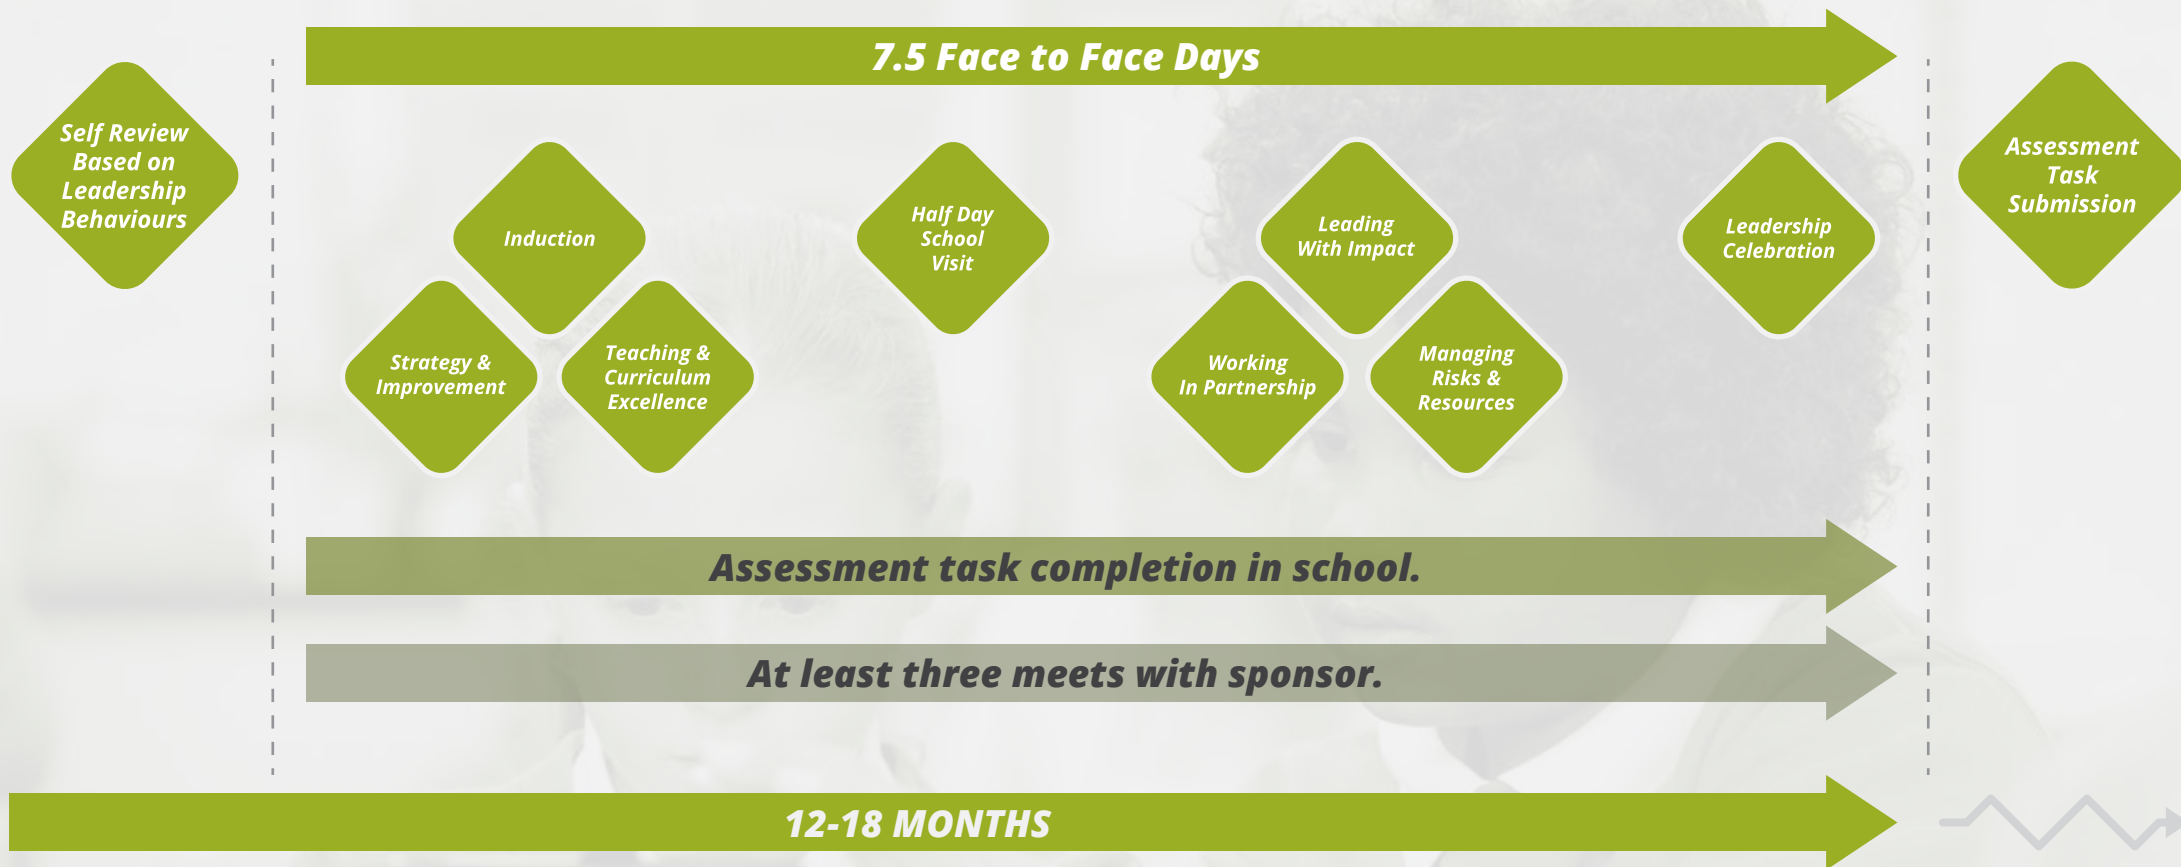 7.5 Face to Face Days
Self Review
Based on
Leadership
Behaviours
Induction
Strategy &
Improvement
Teaching &
Curriculum
Excellence
Half Day
School
Visit
Leading
With Impact
Working
In Partnership
Managing
Risks &
Resources
Leadership
Celebration
Assessment
Task
Submission
Assessment task completion in school.
At least three meets with sponsor.
12-18 MONTHS